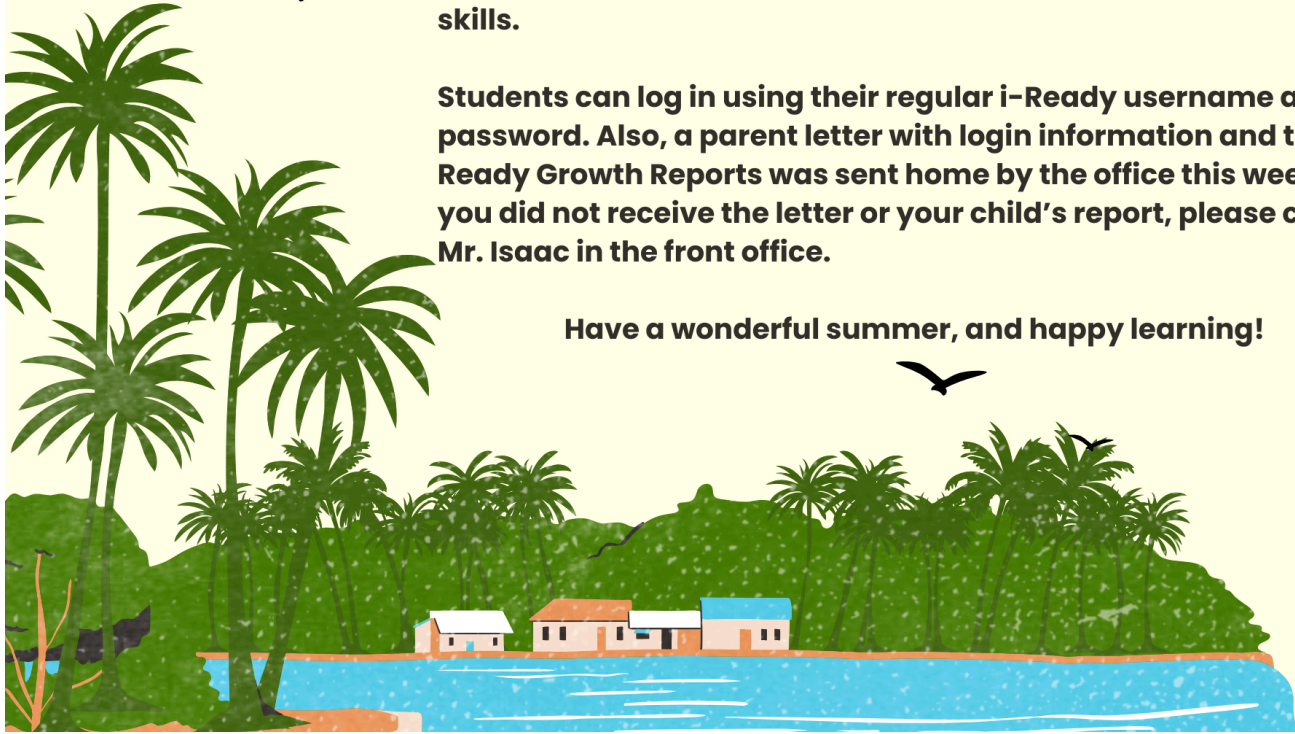 skills.
Students can log in using their regular i-Ready username
password. Also, a parent letter with login information and
Ready Growth Reports was sent home by the office this
you did not receive the letter or your child’s report, please
Mr. Isaac in the front office.
Have a wonderful summer, and happy learning!